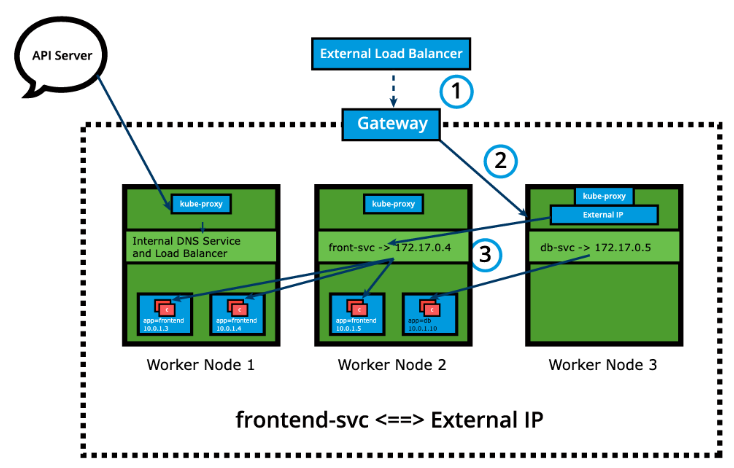 API Server
External Load Balancer
1
Gateway
2
kube-proxy
kube-proxy
kube-proxy
External IP
Internal DNS Service
and Load Balancer
front-svc -> 172.17.0.4
3
db-svc -> 172.17.0.5
c
app=frontend
10.0.1.3
c
app=frontend
10.0.1.4
c
app=frontend
10.0.1.5
c
app=db
10.0.1.10
Worker Node 1
Worker Node 2
Worker Node 3
frontend-svc <==> External IP